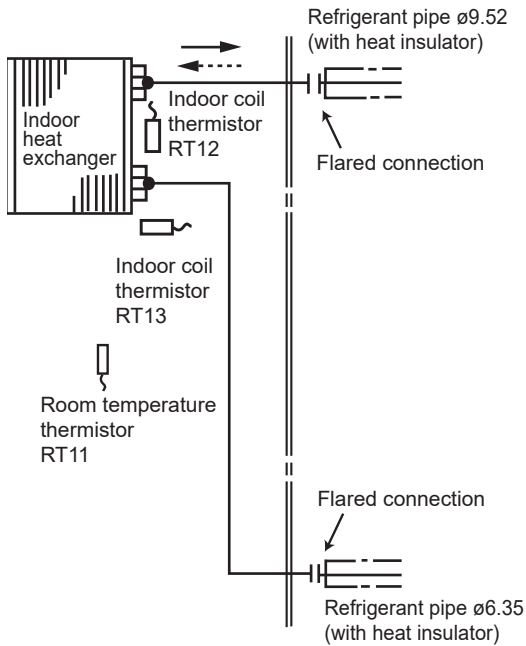 Refrigerant pipe ø9.52
(with heat insulator)
Indoor
heat
exchanger
Indoor coil
thermistor
RT12
Flared connection
Indoor coil
thermistor
RT13
Room temperature
thermistor
RT11
Flared connection
Refrigerant pipe ø6.35
(with heat insulator)